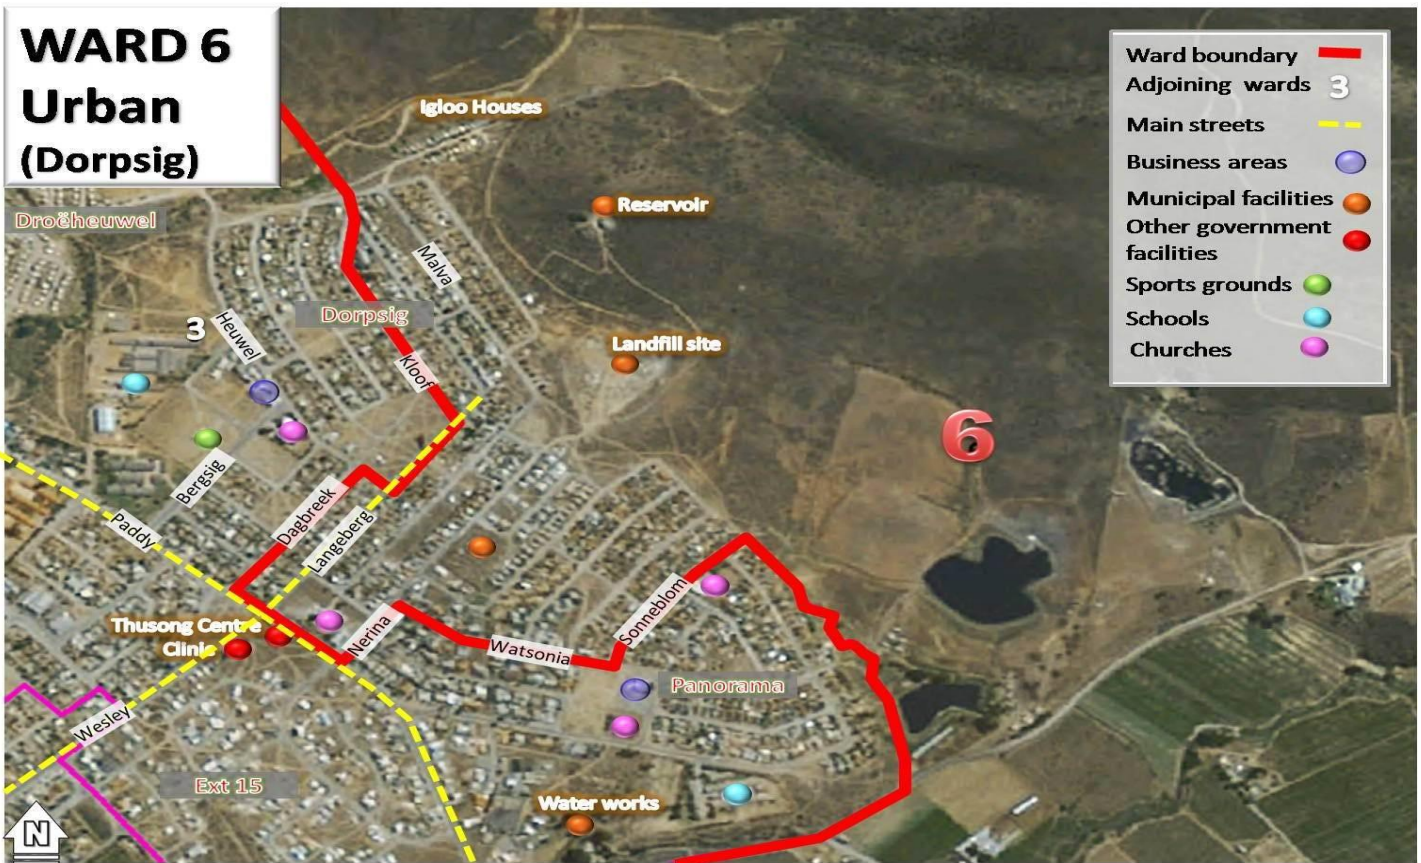 WARD 6
Urban
(Dorpsig)
Ward boundary
Adjoining wards 3
Main streets
Business areas
Municipal facilities
Other government
facilities
Sports grounds
Schools
Churches
Igloo Houses
Droëheuwel
Reservoir
Malva
Dorpsig
3
Heuwel
Landfill site
Kloof
6
Bergsig
Dagbreek
Paddy
Langeberg
Sonneblom
Thusong Centre
Clinic
Nerina
Watsonia
Panorama
Wesley
Ext 15
Water works
N